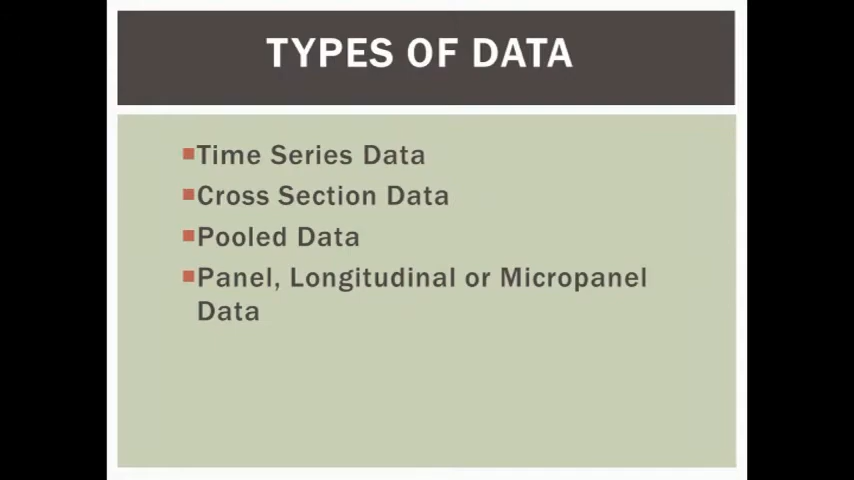 TYPES OF DATA
Time Series Data
Cross Section Data
Pooled Data
Panel, Longitudinal or Micropanel
Data